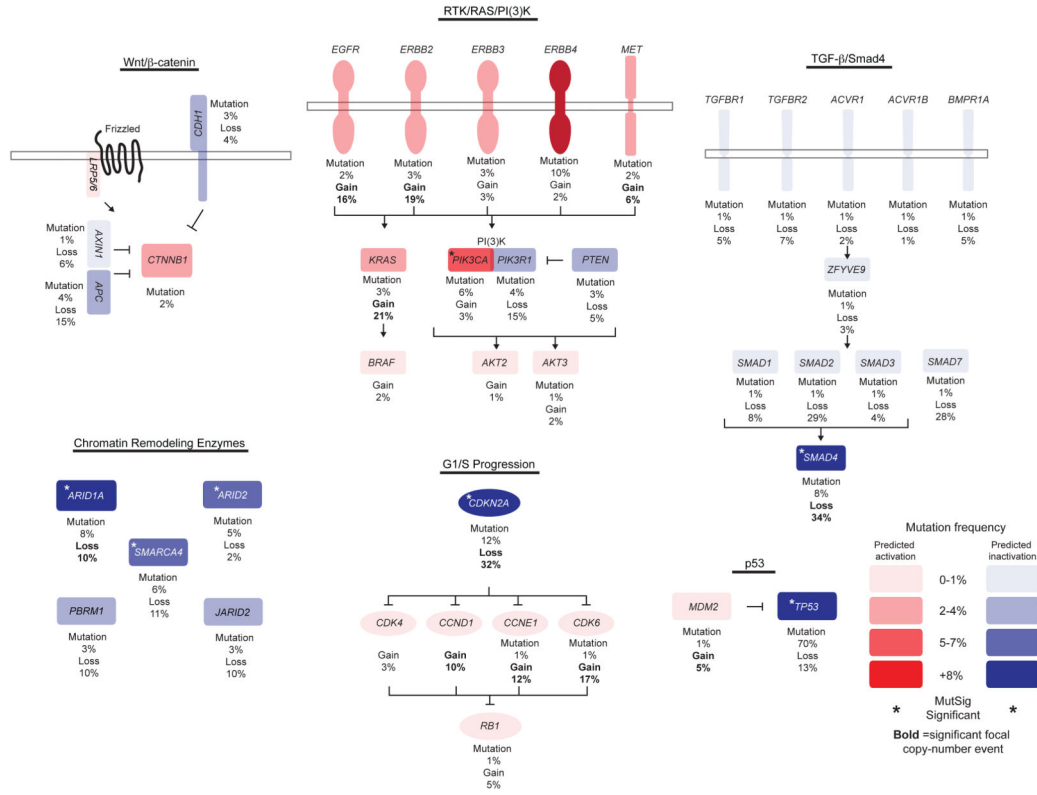 RTK/RAS/PI(3)K
EGFR ERBB2 ERBB3 ERBB4 MET
Mutation
2%
Gain
16%
Mutation
3%
Gain
19%
Mutation
3%
Gain
3%
Mutation
10%
Gain
2%
Mutation
2%
Gain
6%
KRAS
Mutation
3%
Gain
21%
BRAF
Gain
2%
PI(3)K
*PIK3CA PIK3R1 PTEN
Mutation
6%
Gain
3%
Mutation
4%
Loss
15%
Mutation
3%
Loss
5%
AKT2
Gain
1%
AKT3
Mutation
1%
Gain
2%
Wnt/β-catenin
Frizzled
LRP5/6
CDH1
Mutation
3%
Loss
4%
Mutation
1%
Loss
6%
AXIN1
Mutation
4%
Loss
15%
APC
CTNNB1
Mutation
2%
TGF-β/Smad4
TGFBR1 TGFBR2 ACVR1 ACVR1B BMPR1A
Mutation
1%
Loss
5%
Mutation
1%
Loss
7%
Mutation
1%
Loss
2%
Mutation
1%
Loss
1%
Mutation
1%
Loss
5%
ZFYVE9
Mutation
1%
Loss
3%
SMAD1 SMAD2 SMAD3 SMAD7
Mutation
1%
Loss
8%
Mutation
1%
Loss
29%
Mutation
1%
Loss
4%
Mutation
1%
Loss
28%
*SMAD4
Mutation
8%
Loss
34%
Chromatin Remodeling Enzymes
*ARID1A
Mutation
8%
Loss
10%
*ARID2
Mutation
5%
Loss
2%
*SMARCA4
Mutation
6%
Loss
11%
PBRM1
Mutation
3%
Loss
10%
JARID2
Mutation
3%
Loss
10%
G1/S Progression
*CDKN2A
Mutation
12%
Loss
32%
CDK4 CCND1 CCNE1 CDK6
Gain
3%
Gain
10%
Mutation
1%
Gain
12%
Mutation
1%
Gain
17%
RB1
Mutation
1%
Gain
5%
p53
MDM2
Mutation
1%
Gain
5%
*TP53
Mutation
70%
Loss
13%
Mutation frequency
Predicted
activation
Predicted
inactivation
0-1%
2-4%
5-7%
+8%
* MutSig *
Significant
Bold =significant focal
copy-number event